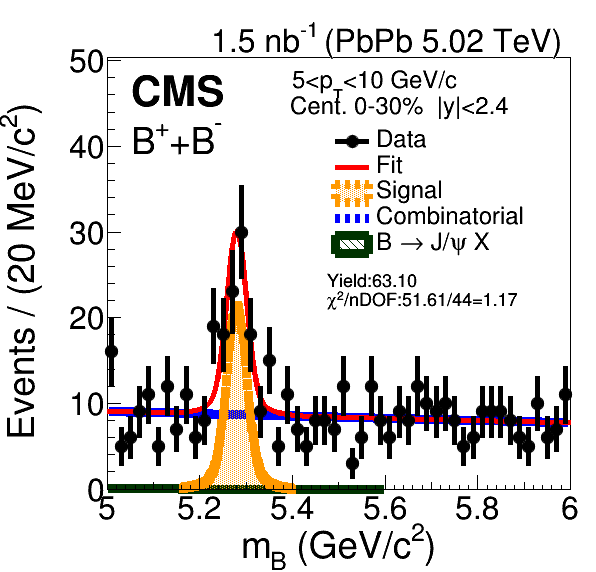 1.5 nb⁻¹ (PbPb 5.02 TeV)
CMS
B⁺+B⁻
5<p_T<10 GeV/c
Cent. 0-30% |y|<2.4
Data
Fit
Signal
Combinatorial
B → J/ψ X
Yield:63.10
χ²/nDOF:51.61/44=1.17
Events / (20 MeV/c²)
50
40
30
20
10
0
5 5.2 5.4 5.6 5.8 6
m_B (GeV/c²)